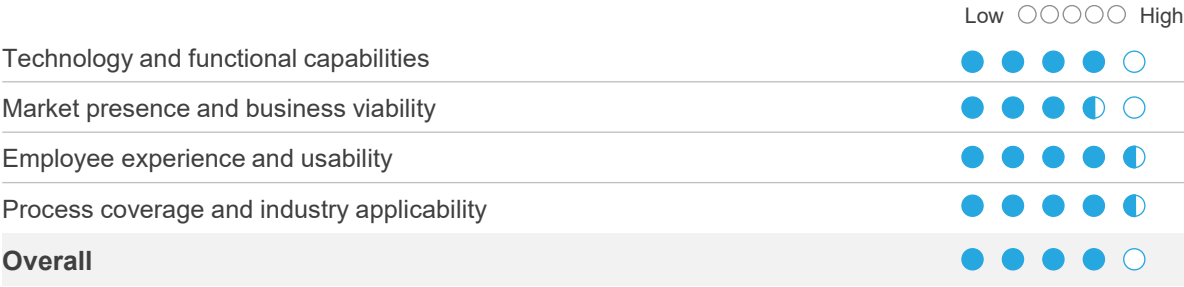 Low High
Technology and functional capabilities
Market presence and business viability
Employee experience and usability
Process coverage and industry applicability
Overall